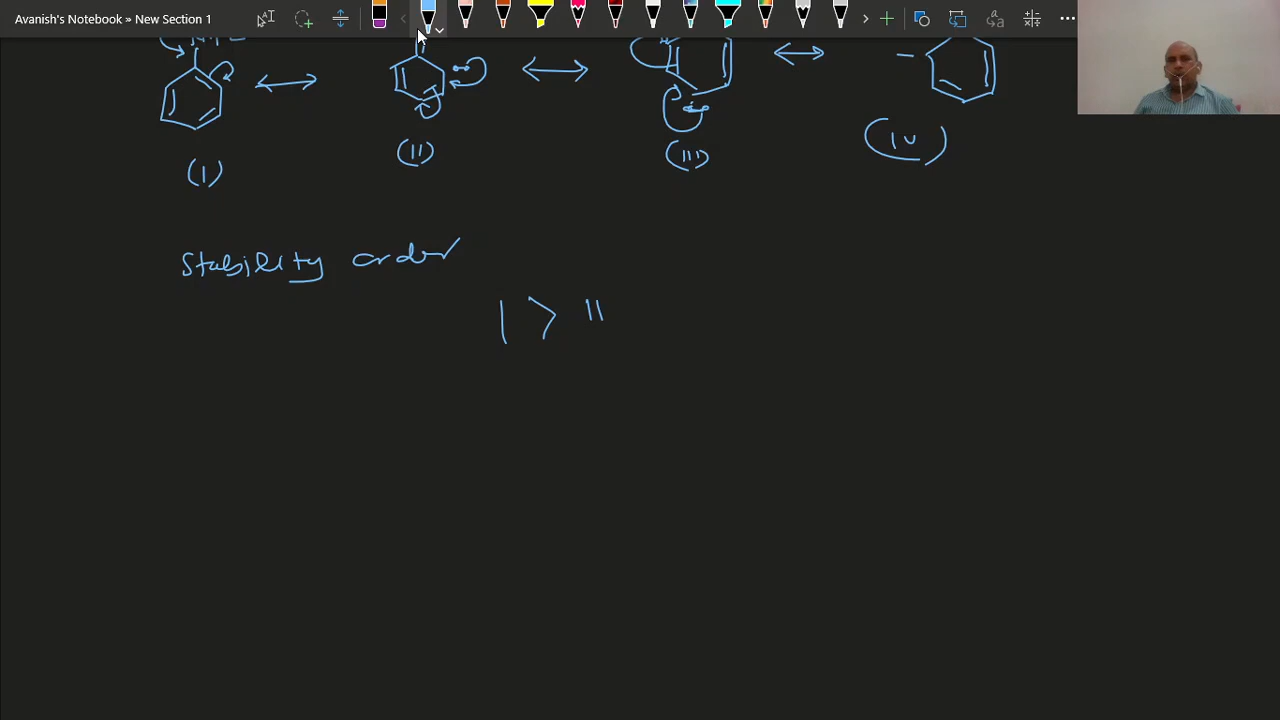 Avanish's Notebook » New Section 1
(I) (II) (III) (IV)
Stability order
I > II